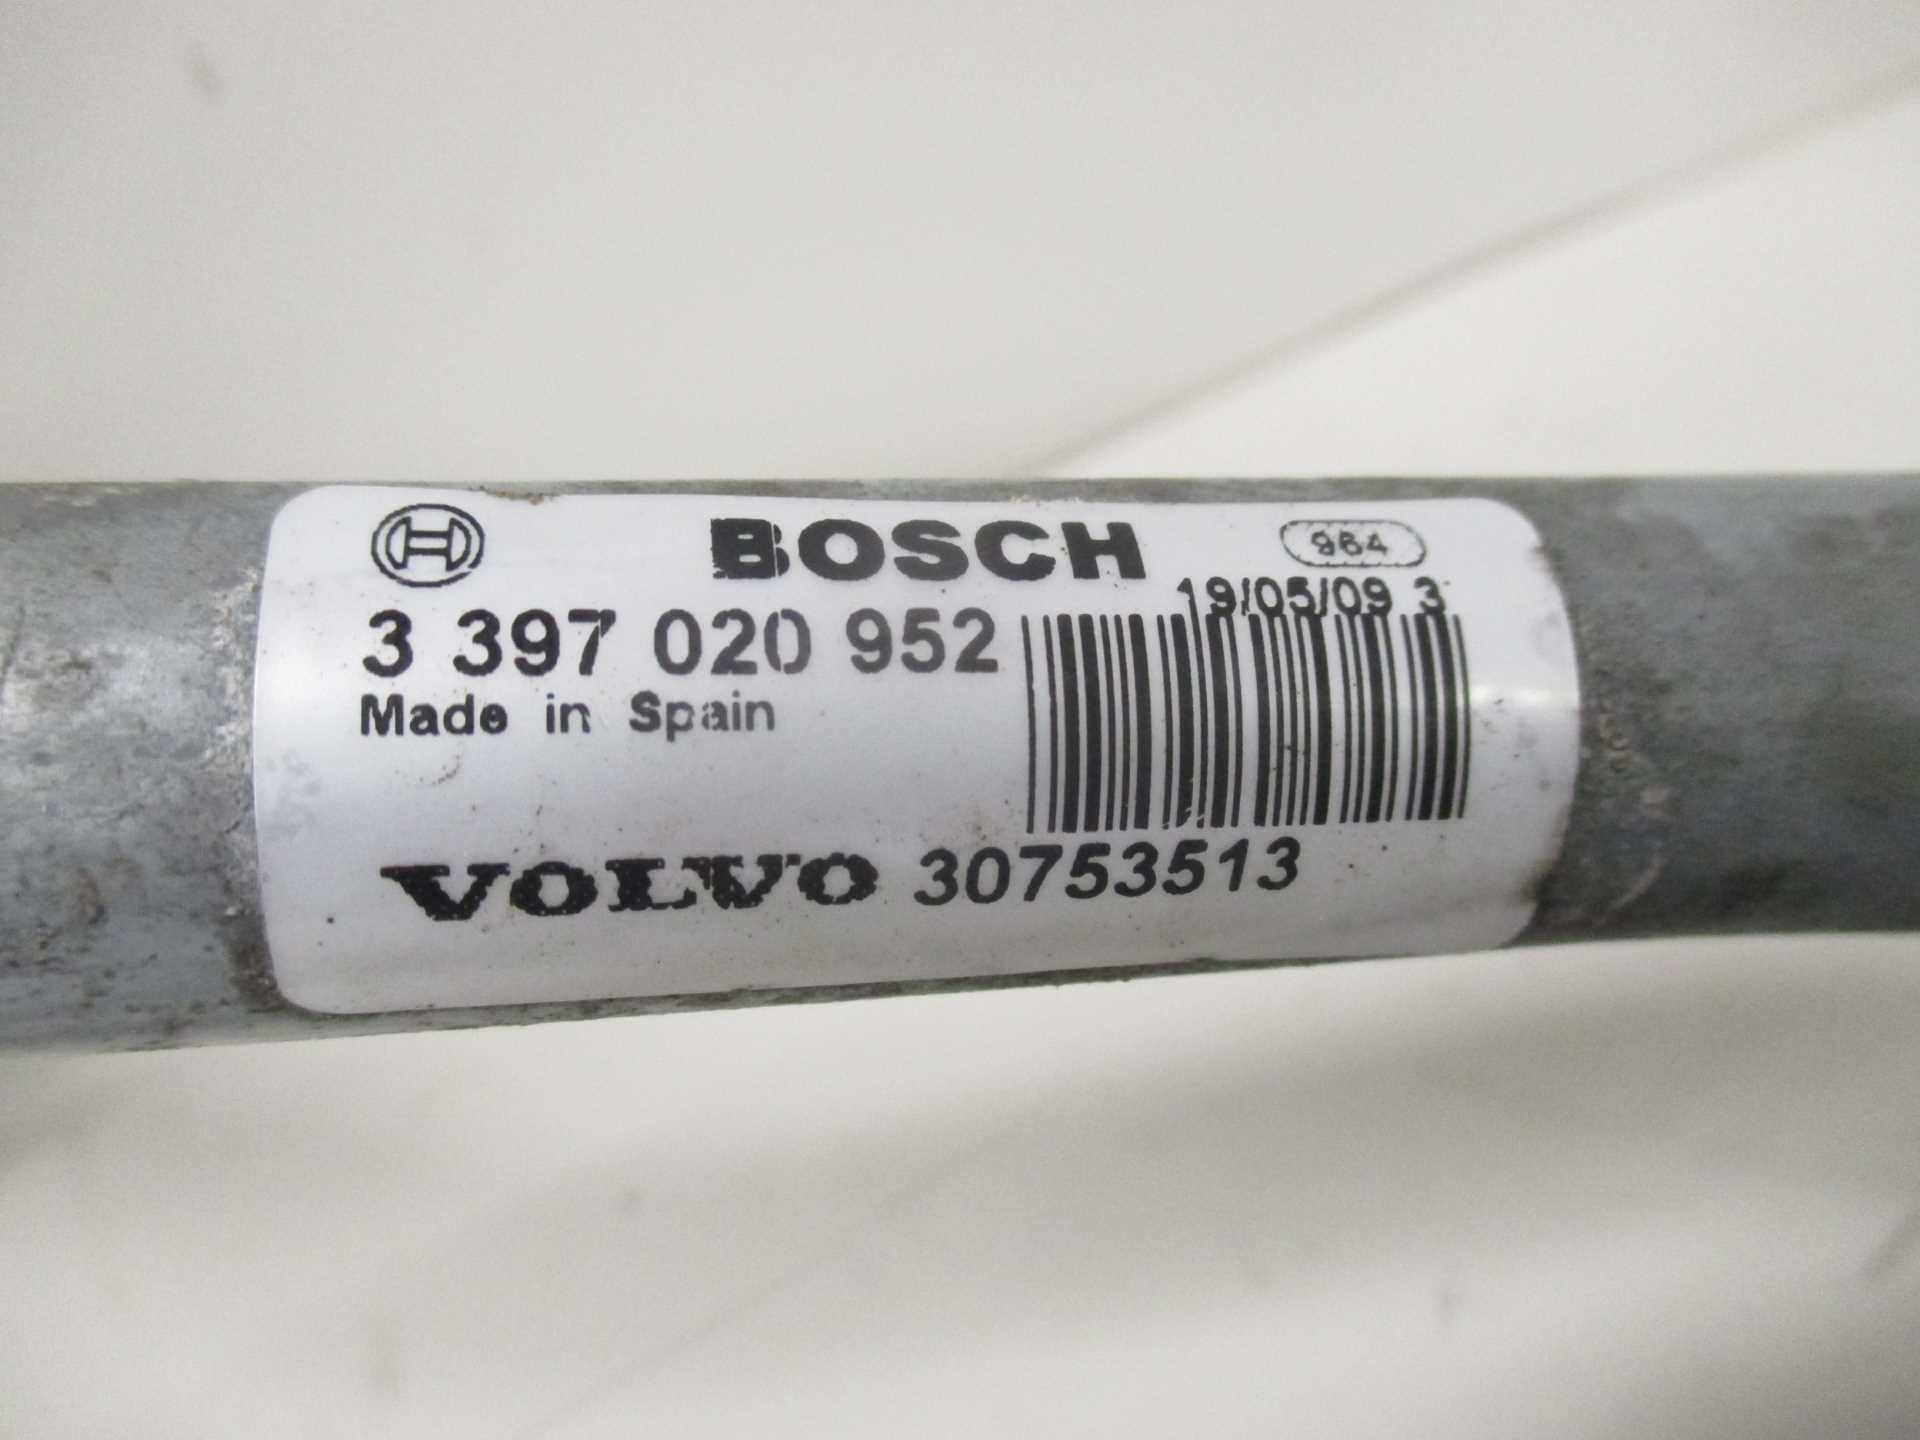 BOSCH 964
19/05/09 3
3 397 020 952
Made in Spain
VOLVO 30753513